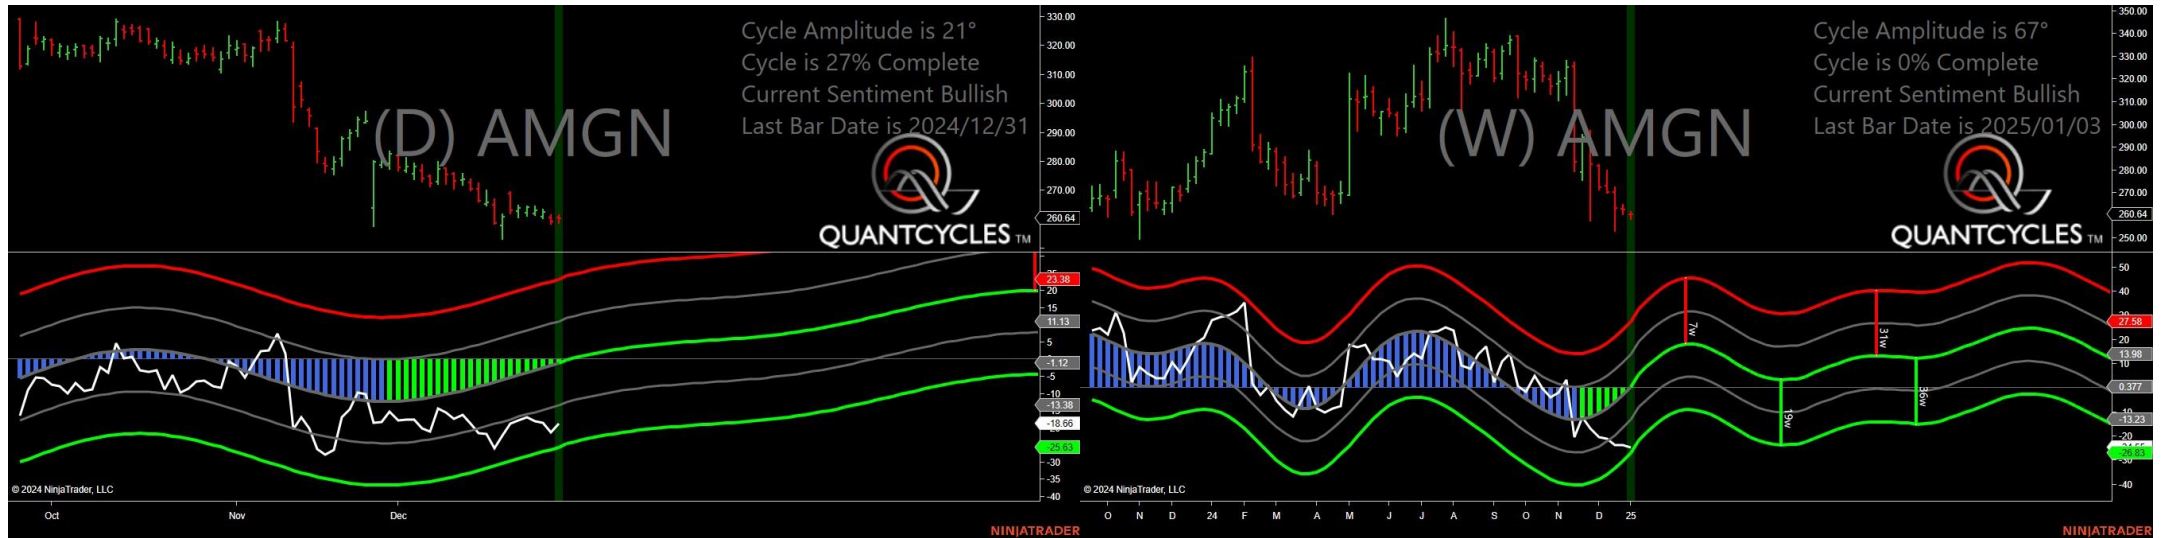 Cycle Amplitude is 21°
Cycle is 27% Complete
Current Sentiment Bullish
Last Bar Date is 2024/12/31
(D) AMGN
QUANTCYCLES TM
330.00
320.00
310.00
300.00
290.00
280.00
270.00
260.64
23.38
20
15
11.13
5
-1.12
-5
-10
-13.38
-18.66
-25.63
-30
-35
-40
© 2024 NinjaTrader, LLC
Oct
Nov
Dec
NINJATRADER
Cycle Amplitude is 67°
Cycle is 0% Complete
Current Sentiment Bullish
Last Bar Date is 2025/01/03
(W) AMGN
QUANTCYCLES TM
350.00
340.00
330.00
320.00
310.00
300.00
290.00
280.00
270.00
260.64
250.00
50
40
27.58
20
13.98
10
0.377
-13.23
-20
-26.83
-40
7w
19w
31w
36w
© 2024 NinjaTrader, LLC
O N D 24 F M A M J J A S O N D 25
NINJATRADER